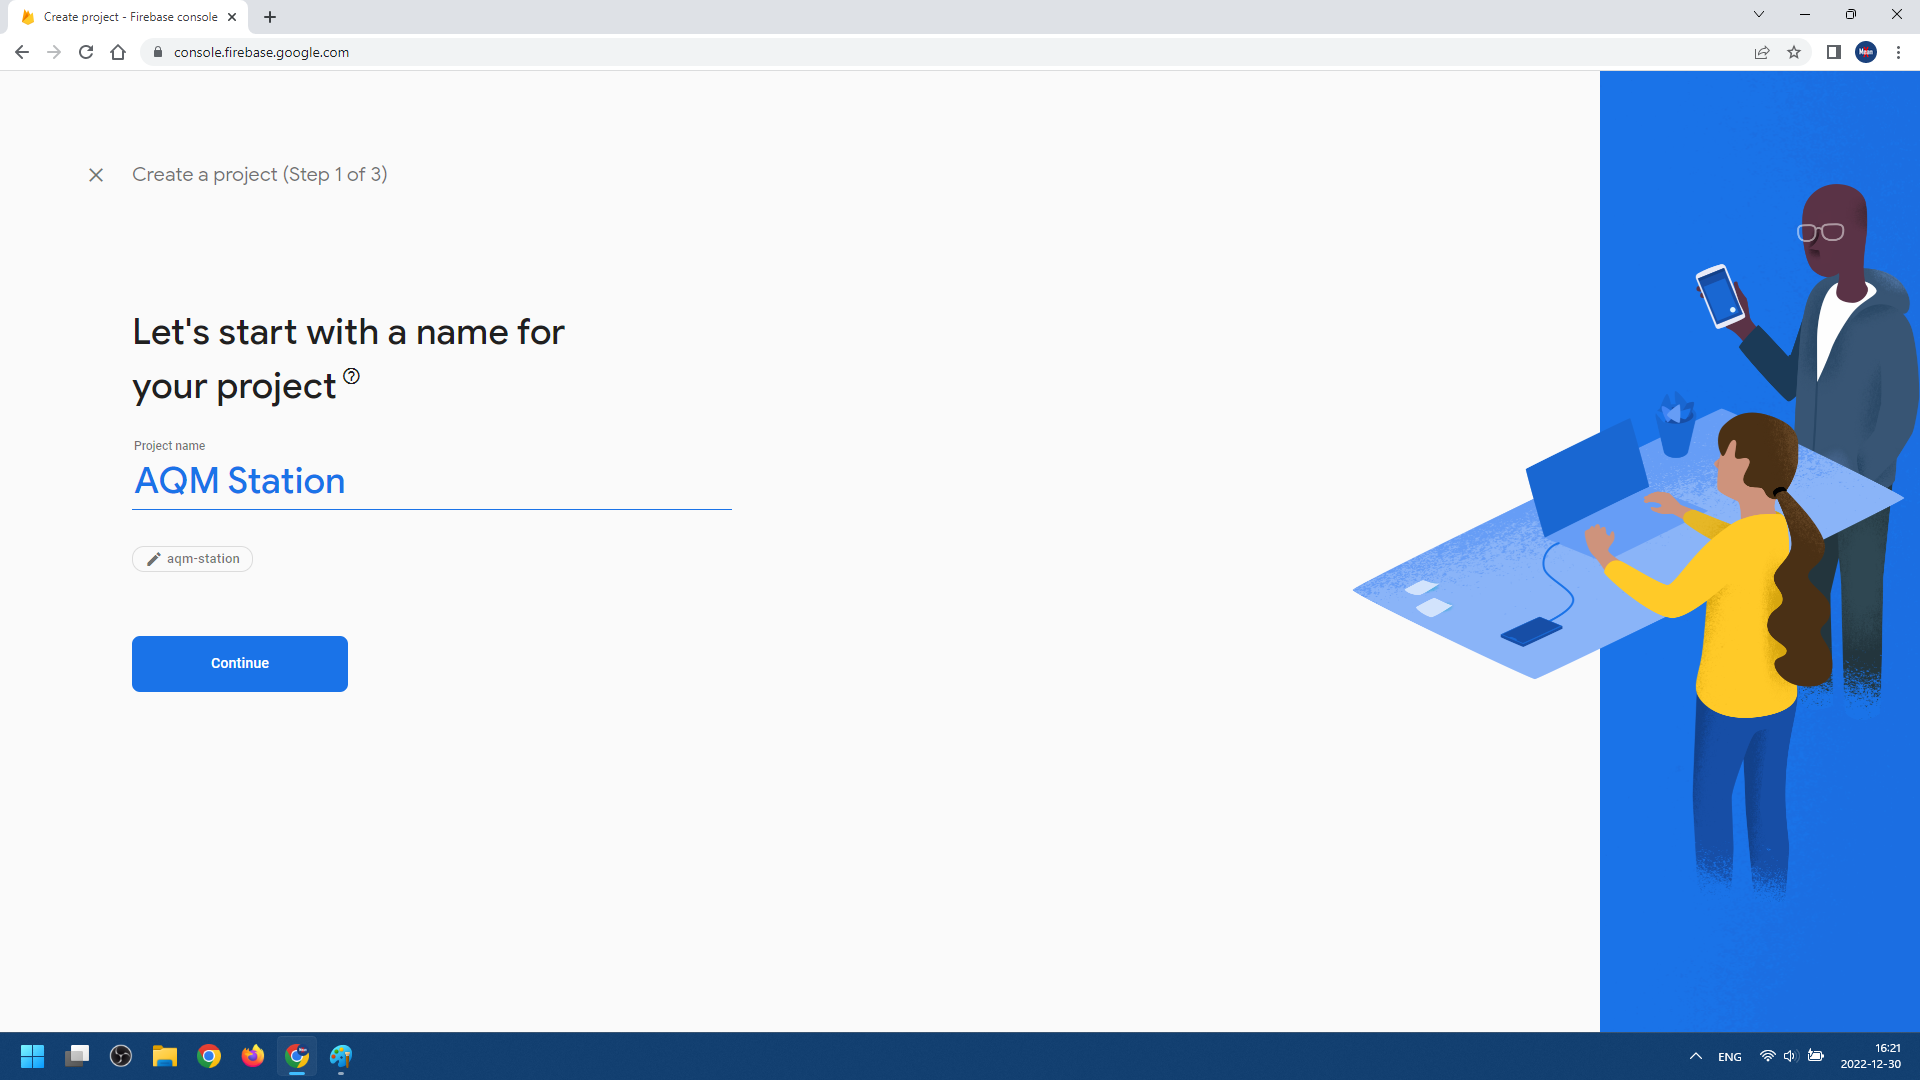 Create project - Firebase console
console.firebase.google.com
Create a project (Step 1 of 3)
Let's start with a name for
your project
Project name
AQM Station
aqm-station
Continue
ENG
16:21
2022-12-30